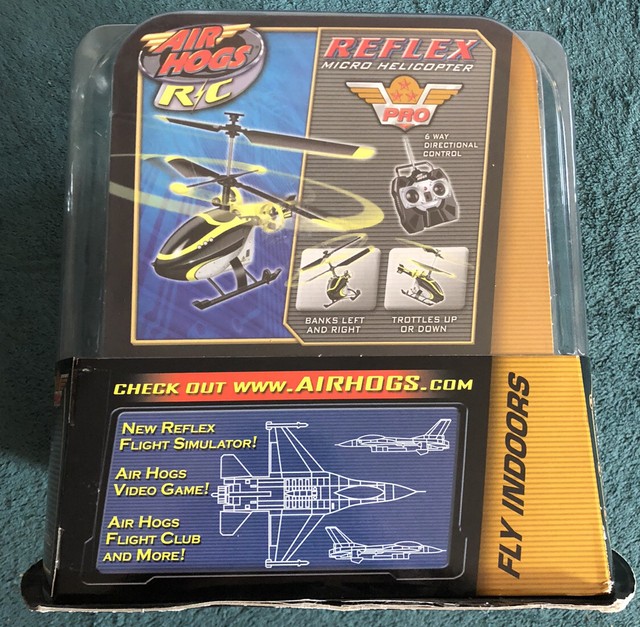 AIR
HOGS
R/C
REFLEX
MICRO HELICOPTER
PRO
6 WAY
DIRECTIONAL
CONTROL
BANKS LEFT
AND RIGHT
TROTTLES UP
OR DOWN
CHECK OUT WWW.AIRHOGS.COM
NEW REFLEX
FLIGHT SIMULATOR!
AIR HOGS
VIDEO GAME!
AIR HOGS
FLIGHT CLUB
AND MORE!
FLY INDOORS